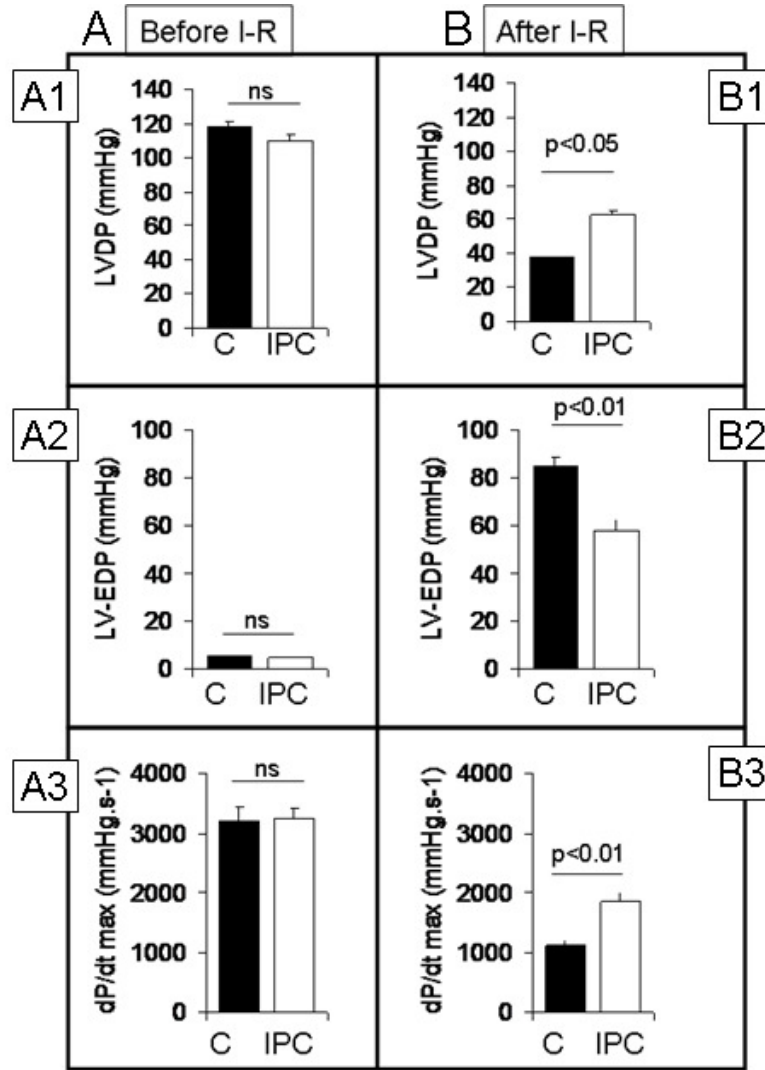 A Before I-R
B After I-R
A1
LVDP (mmHg)
140
120
100
80
60
40
20
0
ns
C IPC
B1
LVDP (mmHg)
140
120
100
80
60
40
20
0
p<0.05
C IPC
A2
LV-EDP (mmHg)
100
80
60
40
20
0
ns
C IPC
B2
LV-EDP (mmHg)
100
80
60
40
20
0
p<0.01
C IPC
A3
dP/dt max (mmHg.s-1)
4000
3000
2000
1000
0
ns
C IPC
B3
dP/dt max (mmHg.s-1)
4000
3000
2000
1000
0
p<0.01
C IPC